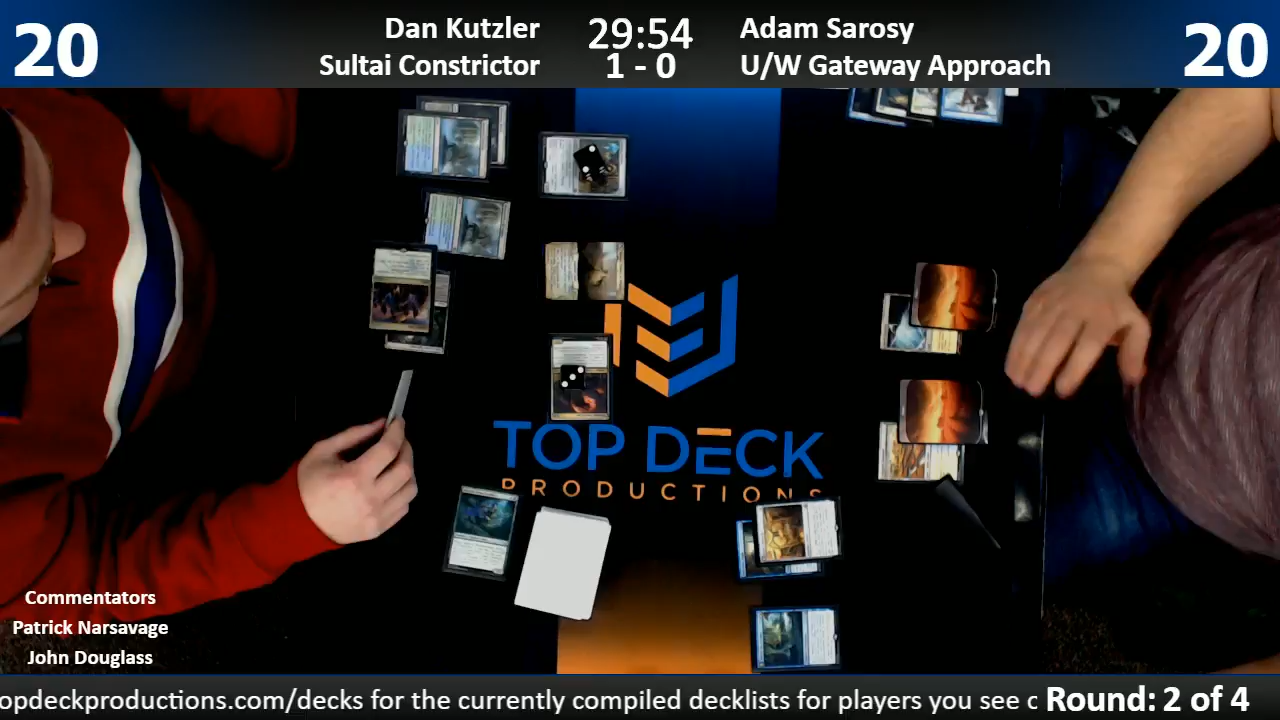 20
Dan Kutzler
Sultai Constrictor
29:54
1 - 0
Adam Sarosy
U/W Gateway Approach
20
TOP DECK
PRODUCTIONS
Commentators
Patrick Narsavage
John Douglass
opdeckproductions.com/decks for the currently compiled decklists for players you see
Round: 2 of 4